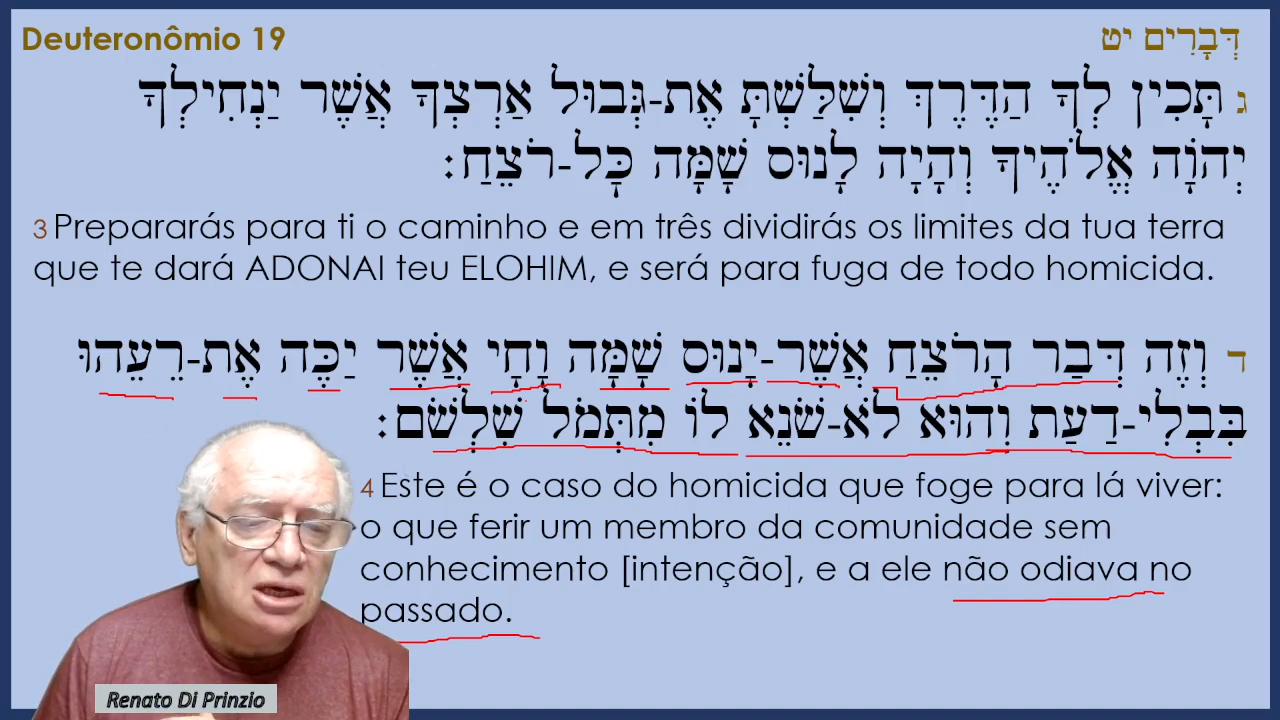 Deuteronômio 19
דְּבָרִים יט
ג תָּכִין לְךָ הַדֶּרֶךְ וְשִׁלַּשְׁתָּ אֶת-גְּבוּל אַרְצְךָ אֲשֶׁר יַנְחִילְךָ
יְהוָֹה אֱלֹהֶיךָ וְהָיָה לָנוּס שָׁמָּה כָּל-רֹצֵחַ:
3 Prepararás para ti o caminho e em três dividirás os limites da tua terra
que te dará ADONAI teu ELOHIM, e será para fuga de todo homicida.
ד וְזֶה דְּבַר הָרֹצֵחַ אֲשֶׁר-יָנוּס שָׁמָּה וָחָי אֲשֶׁר יַכֶּה אֶת-רֵעֵהוּ
בִּבְלִי-דַעַת וְהוּא לֹא-שֹׂנֵא לוֹ מִתְּמֹל שִׁלְשֹׁם:
4 Este é o caso do homicida que foge para lá viver:
o que ferir um membro da comunidade sem
conhecimento [intenção], e a ele não odiava no
passado.
Renato Di Prinzio